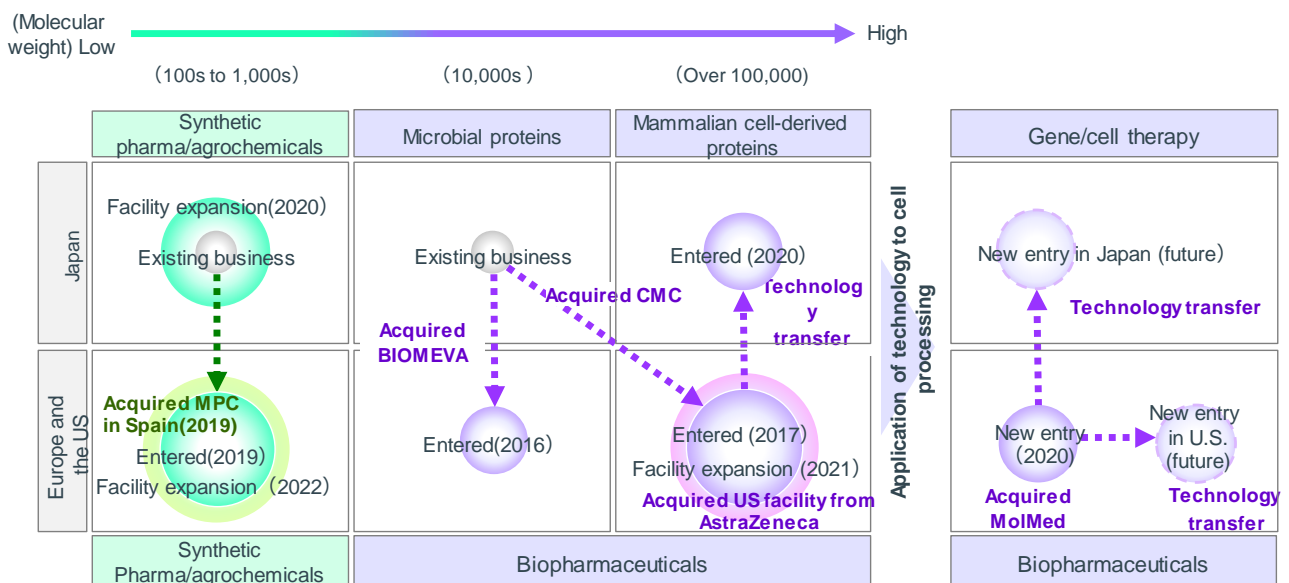 (Molecular
weight) Low
High
（100s to 1,000s）
（10,000s ）
（Over 100,000)
Synthetic
pharma/agrochemicals
Microbial proteins
Mammalian cell-derived
proteins
Gene/cell therapy
Japan
Facility expansion(2020）
Existing business
Existing business
Acquired CMC
Acquired
BIOMEVA
Entered (2020）
Technolog
y
transfer
Application of technology to cell
processing
New entry in Japan (future）
Technology transfer
Europe and
the US
Acquired MPC
in Spain(2019)
Entered(2019）
Facility expansion（2022）
Entered(2016）
Entered (2017）
Facility expansion (2021）
Acquired US facility from
AstraZeneca
New entry
（2020）
Acquired
MolMed
New entry
in U.S.
(future)
Technology
transfer
Synthetic
Pharma/agrochemicals
Biopharmaceuticals
Biopharmaceuticals